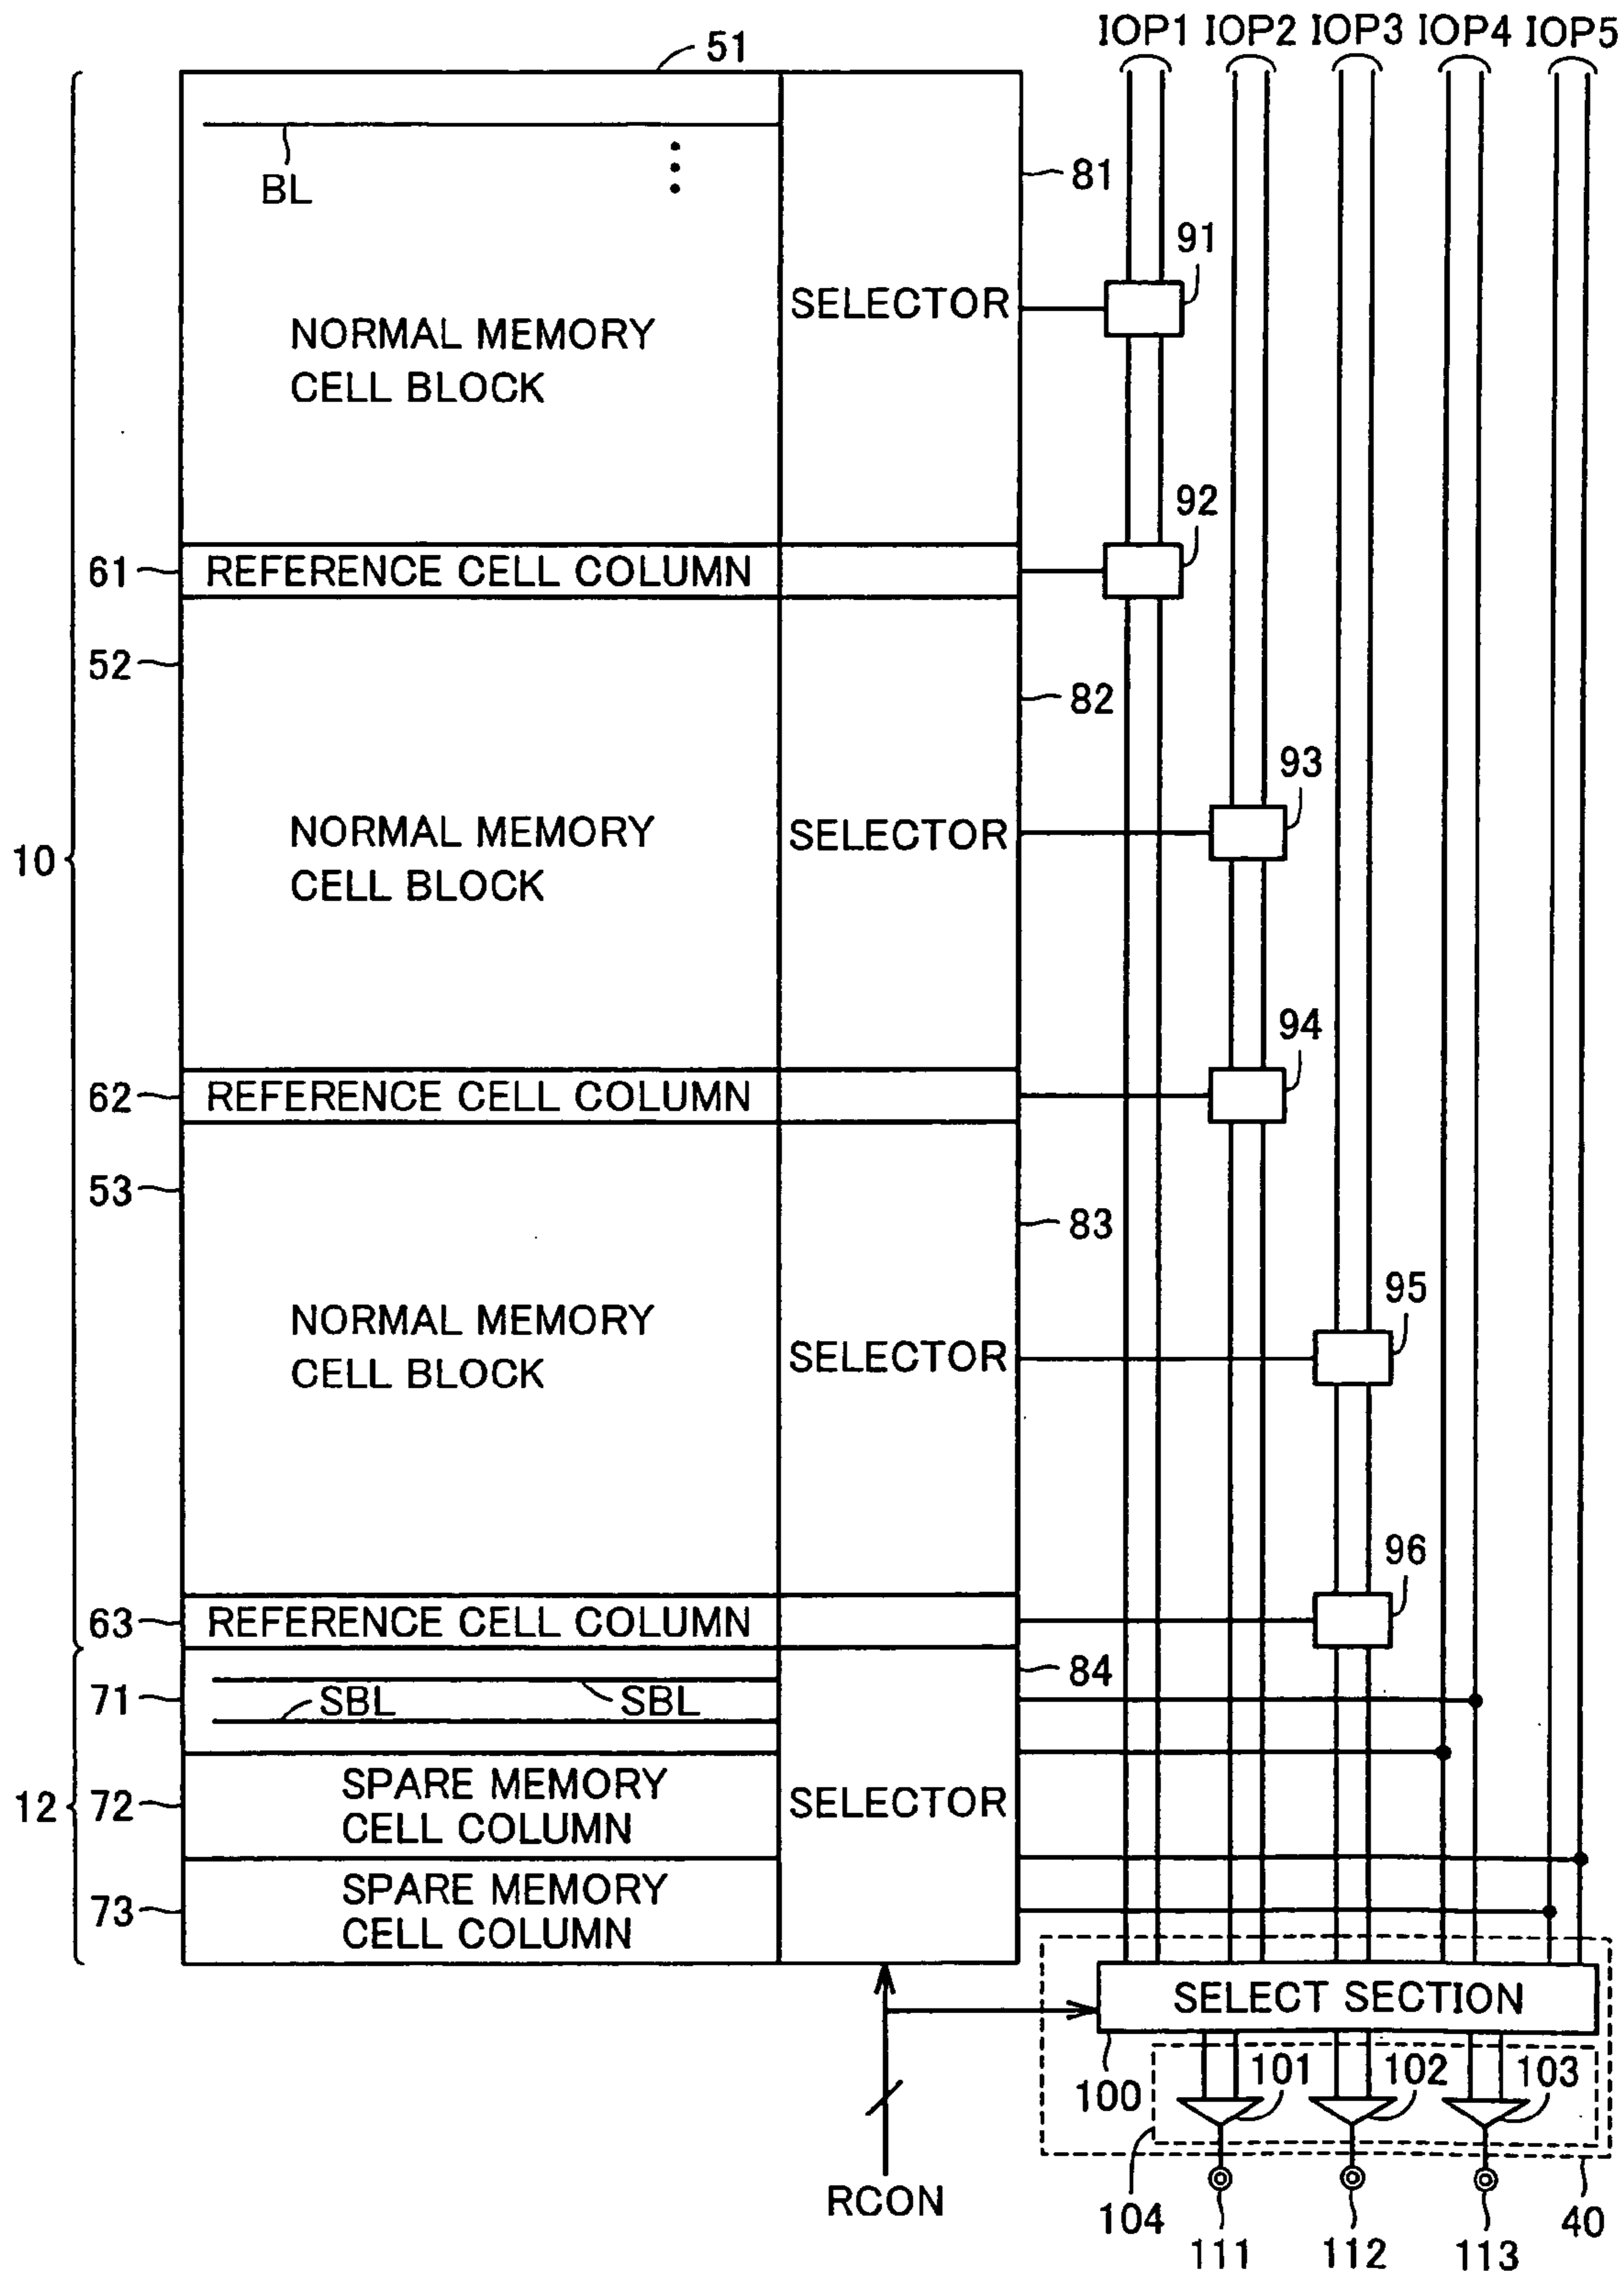 IOP1 IOP2 IOP3 IOP4 IOP5
51
BL
81
91
NORMAL MEMORY
CELL BLOCK
SELECTOR
92
61
REFERENCE CELL COLUMN
52
82
93
10
NORMAL MEMORY
CELL BLOCK
SELECTOR
94
62
REFERENCE CELL COLUMN
53
83
95
NORMAL MEMORY
CELL BLOCK
SELECTOR
96
63
REFERENCE CELL COLUMN
84
71
SBL
SBL
12
72
SPARE MEMORY
CELL COLUMN
SELECTOR
73
SPARE MEMORY
CELL COLUMN
SELECT SECTION
100
101
102
103
RCON
104
40
111
112
113